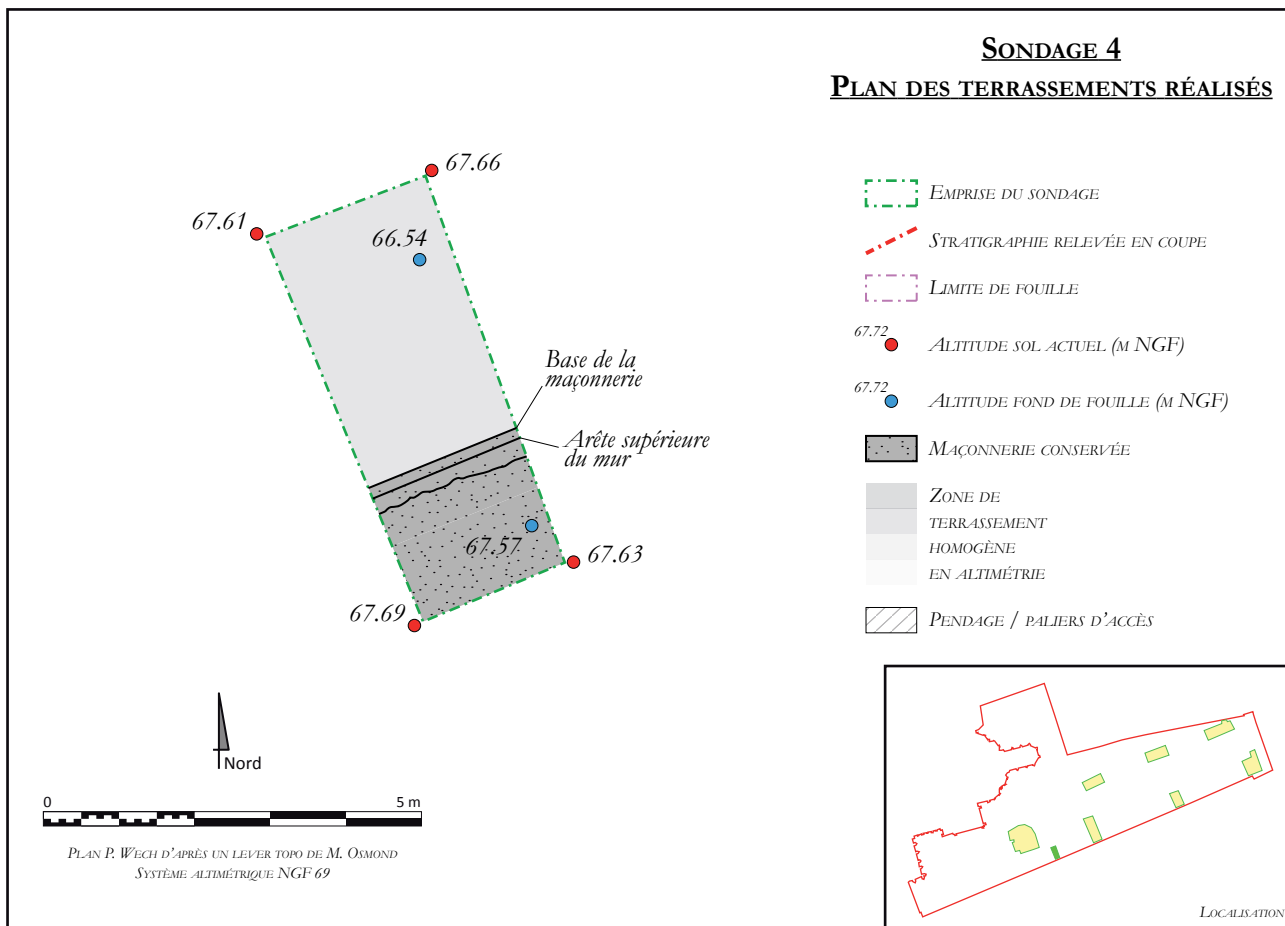 Sondage 4
Plan des terrassements réalisés
67.66
67.61
66.54
Base de la
maçonnerie
Arête supérieure
du mur
67.57
67.63
67.69
Emprise du sondage
Stratigraphie relevée en coupe
Limite de fouille
67.72
Altitude sol actuel (m NGF)
67.72
Altitude fond de fouille (m NGF)
Maçonnerie conservée
Zone de
terrassement
homogène
en altimétrie
Pendage / paliers d'accès
Nord
0
5 m
Plan P. Wech d'après un lever topo de M. Osmond
Système altimétrique NGF 69
Localisation